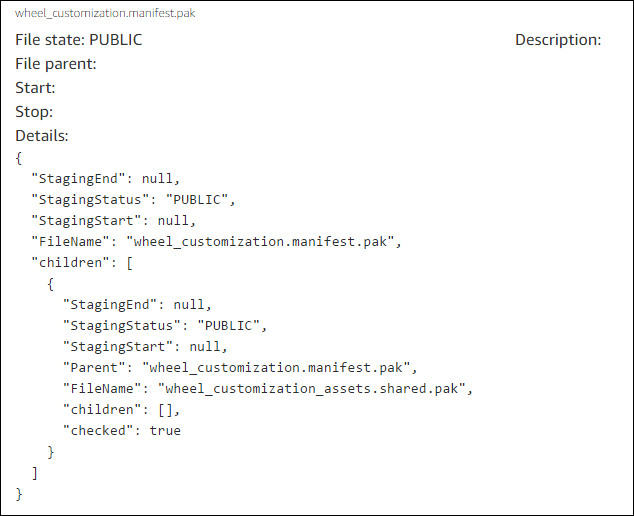 wheel_customization.manifest.pak
File state: PUBLIC Description:
File parent:
Start:
Stop:
Details:
{
  "StagingEnd": null,
  "StagingStatus": "PUBLIC",
  "StagingStart": null,
  "FileName": "wheel_customization.manifest.pak",
  "children": [
    {
      "StagingEnd": null,
      "StagingStatus": "PUBLIC",
      "StagingStart": null,
      "Parent": "wheel_customization.manifest.pak",
      "FileName": "wheel_customization_assets.shared.pak",
      "children": [],
      "checked": true
    }
  ]
}